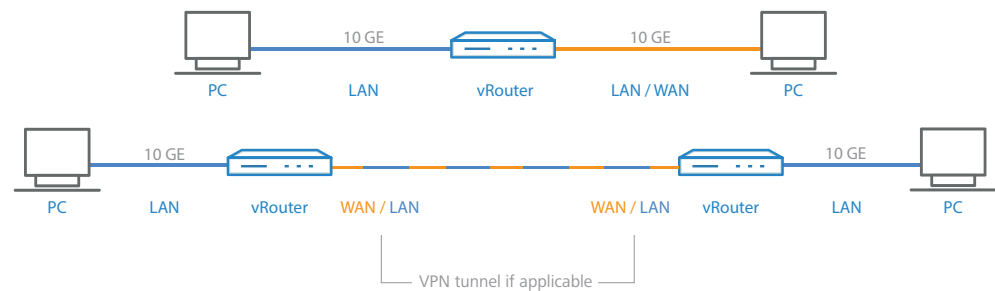 10 GE 10 GE
PC LAN vRouter LAN / WAN PC
10 GE 10 GE
PC LAN vRouter WAN / LAN WAN / LAN vRouter LAN PC
VPN tunnel if applicable